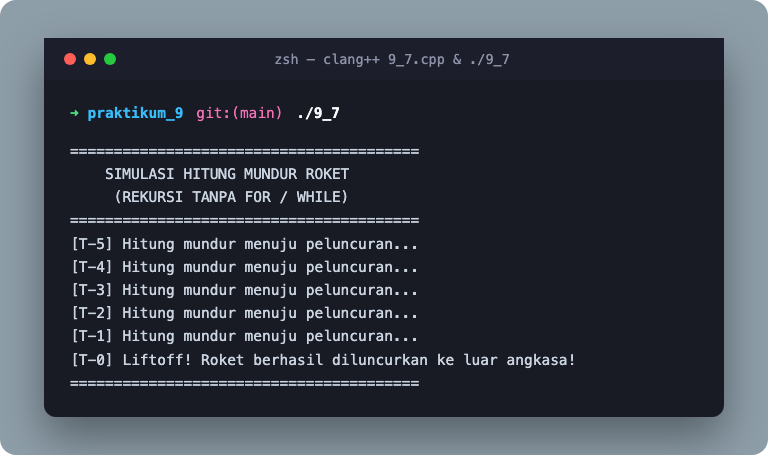 zsh — clang++ 9_7.cpp & ./9_7
➜ praktikum_9 git:(main) ./9_7
========================================
SIMULASI HITUNG MUNDUR ROKET
(REKURSI TANPA FOR / WHILE)
========================================
[T-5] Hitung mundur menuju peluncuran...
[T-4] Hitung mundur menuju peluncuran...
[T-3] Hitung mundur menuju peluncuran...
[T-2] Hitung mundur menuju peluncuran...
[T-1] Hitung mundur menuju peluncuran...
[T-0] Liftoff! Roket berhasil diluncurkan ke luar angkasa!
========================================